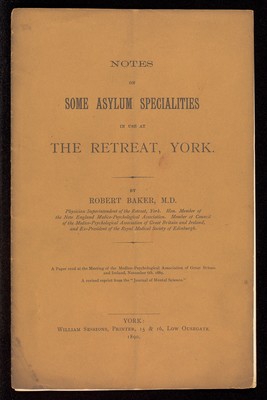 NOTES
ON
SOME ASYLUM SPECIALITIES
IN USE AT
THE RETREAT, YORK.
BY
ROBERT BAKER, M.D.
Physician Superintendent of the Retreat, York. Hon. Member of
the New England Medico-Psychological Association. Member of Council
of the Medico-Psychological Association of Great Britain and Ireland,
and Ex-President of the Royal Medical Society of Edinburgh.
A Paper read at the Meeting of the Medico-Psychological Association of Great Britain
and Ireland, November 6th,
A revised reprint from the "Journal of Mental Science."
YORK:
WILLIAM SESSIONS, PRINTER, 15 & 16, LOW OUSEGATE.